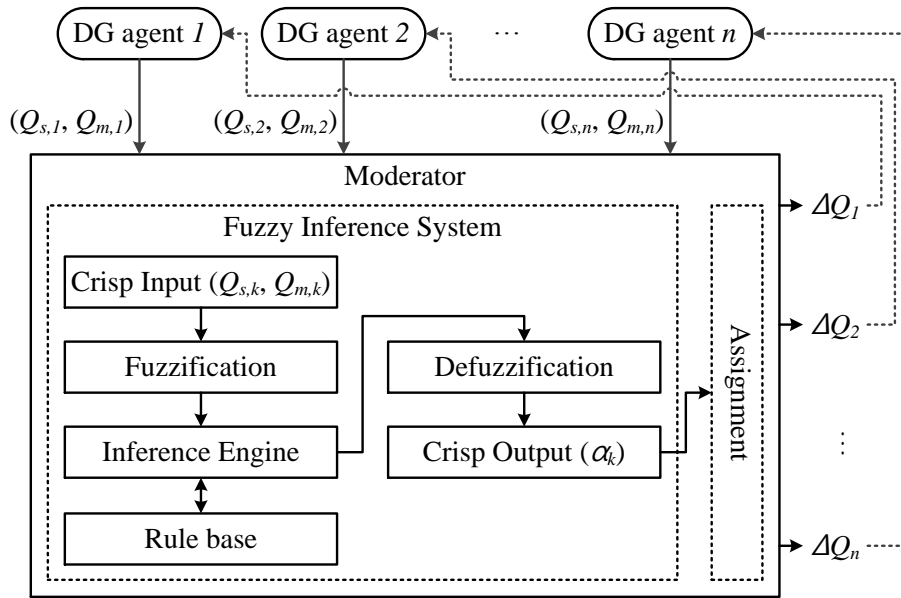 DG agent 1
DG agent 2
...
DG agent n
(Qs,1, Qm,1)
(Qs,2, Qm,2)
(Qs,n, Qm,n)
Moderator
Fuzzy Inference System
Crisp Input (Qs,k, Qm,k)
Fuzzification
Inference Engine
Rule base
Defuzzification
Crisp Output (αk)
Assignment
ΔQ1
ΔQ2
⋮
ΔQn